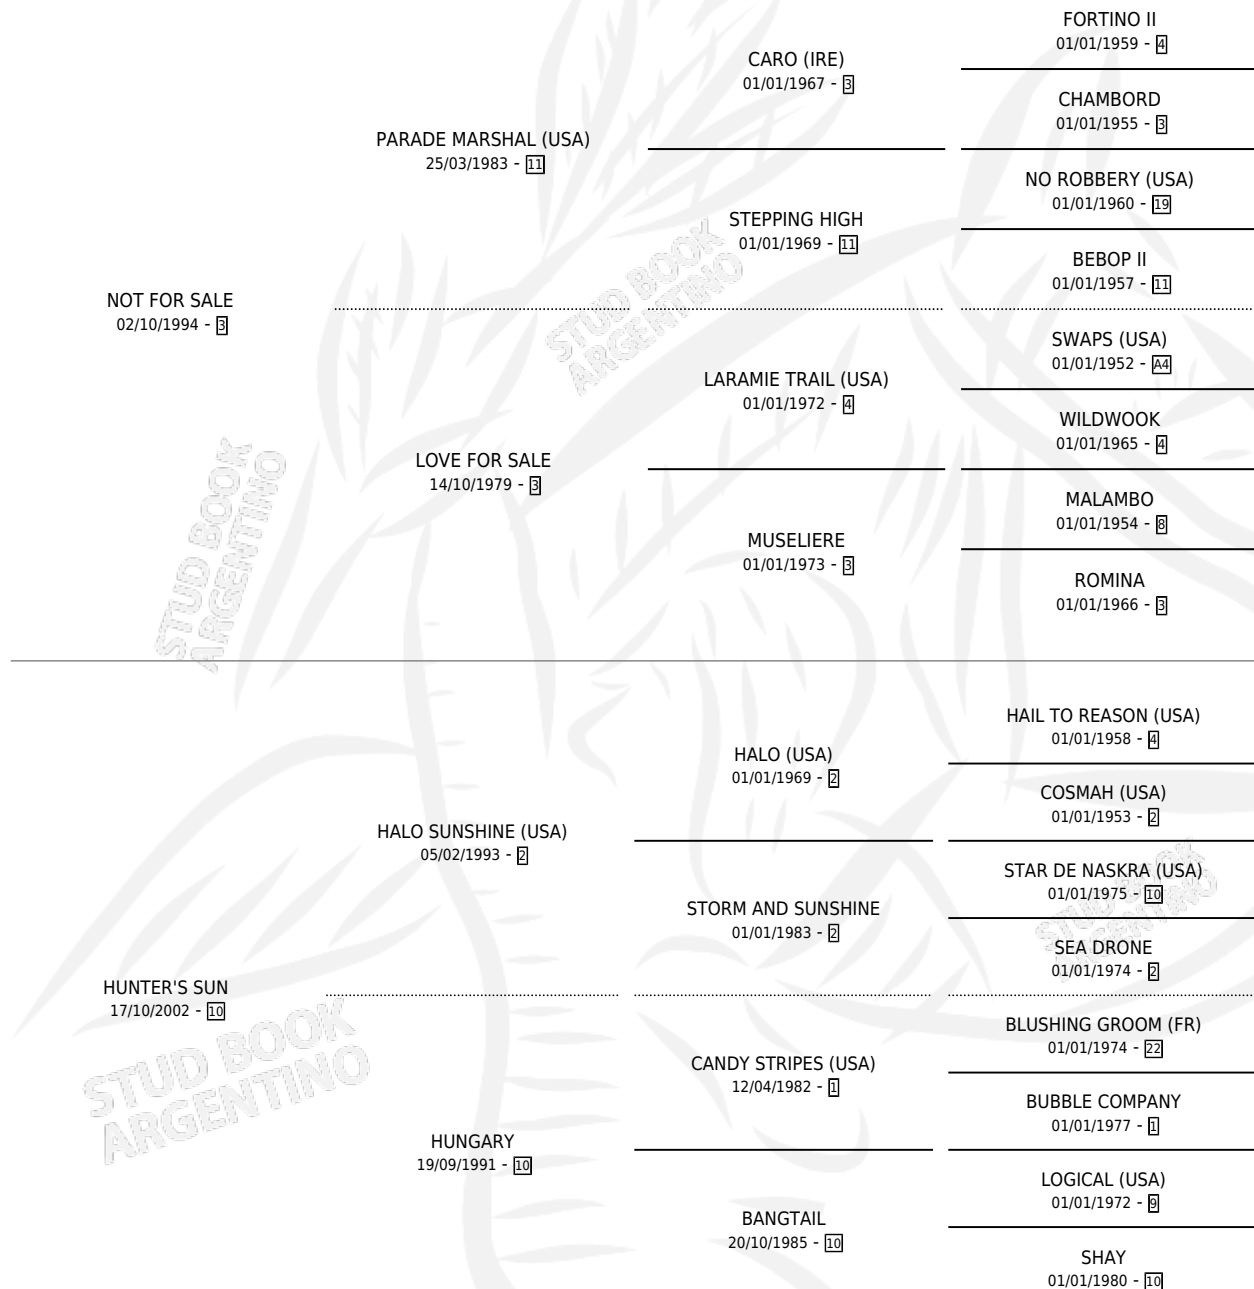 FORTINO II
01/01/1959 - 4
CARO (IRE)
01/01/1967 - 3
CHAMBORD
01/01/1955 - 3
PARADE MARSHAL (USA)
25/03/1983 - 11
NO ROBBERY (USA)
01/01/1960 - 19
STEPPING HIGH
01/01/1969 - 11
BEBOP II
01/01/1957 - 11
NOT FOR SALE
02/10/1994 - 3
SWAPS (USA)
01/01/1952 - A4
LARAMIE TRAIL (USA)
01/01/1972 - 4
WILDWOOK
01/01/1965 - 4
LOVE FOR SALE
14/10/1979 - 3
MALAMBO
01/01/1954 - 8
MUSELIERE
01/01/1973 - 3
ROMINA
01/01/1966 - 3
HAIL TO REASON (USA)
01/01/1958 - 4
HALO (USA)
01/01/1969 - 2
COSMAH (USA)
01/01/1953 - 2
HALO SUNSHINE (USA)
05/02/1993 - 2
STAR DE NASKRA (USA)
01/01/1975 - 10
STORM AND SUNSHINE
01/01/1983 - 2
SEA DRONE
01/01/1974 - 2
HUNTER'S SUN
17/10/2002 - 10
BLUSHING GROOM (FR)
01/01/1974 - 22
CANDY STRIPES (USA)
12/04/1982 - 1
BUBBLE COMPANY
01/01/1977 - 1
HUNGARY
19/09/1991 - 10
LOGICAL (USA)
01/01/1972 - 9
BANGTAIL
20/10/1985 - 10
SHAY
01/01/1980 - 10
STUD BOOK
ARGENTINO
STUD BOOK
ARGENTINO
STUD BOOK
ARGENTINO
STUD BOOK
ARGENTINO